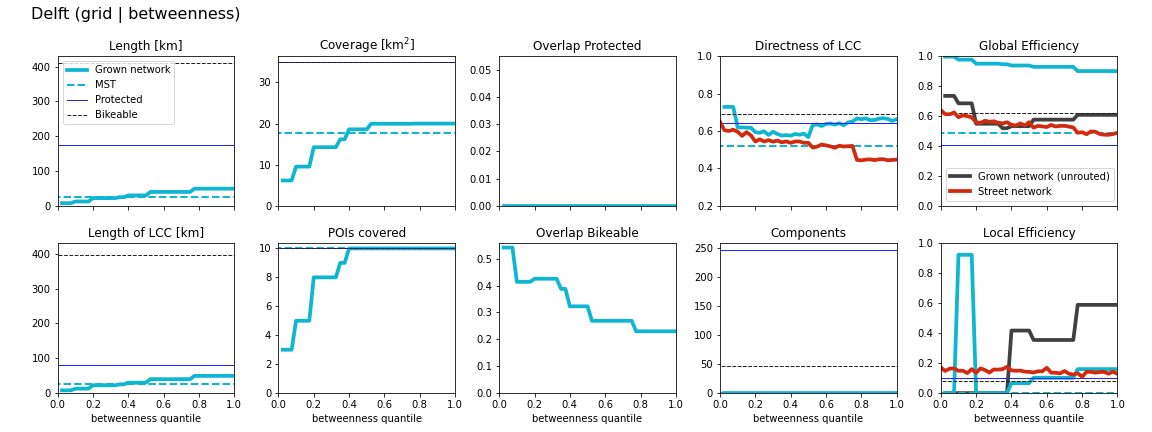 Delft (grid | betweenness)
Length [km]
400
300
200
100
0
Grown network
MST
Protected
Bikeable
Coverage [km²]
30
20
10
0
Overlap Protected
0.05
0.04
0.03
0.02
0.01
0.00
Directness of LCC
1.0
0.8
0.6
0.4
0.2
Global Efficiency
1.0
0.8
0.6
0.4
0.2
0.0
Grown network (unrouted)
Street network
Length of LCC [km]
400
300
200
100
0
0.0 0.2 0.4 0.6 0.8 1.0
betweenness quantile
POIs covered
10
8
6
4
2
0
0.0 0.2 0.4 0.6 0.8 1.0
betweenness quantile
Overlap Bikeable
0.5
0.4
0.3
0.2
0.1
0.0
0.0 0.2 0.4 0.6 0.8 1.0
betweenness quantile
Components
250
200
150
100
50
0
0.0 0.2 0.4 0.6 0.8 1.0
betweenness quantile
Local Efficiency
1.0
0.8
0.6
0.4
0.2
0.0
0.0 0.2 0.4 0.6 0.8 1.0
betweenness quantile